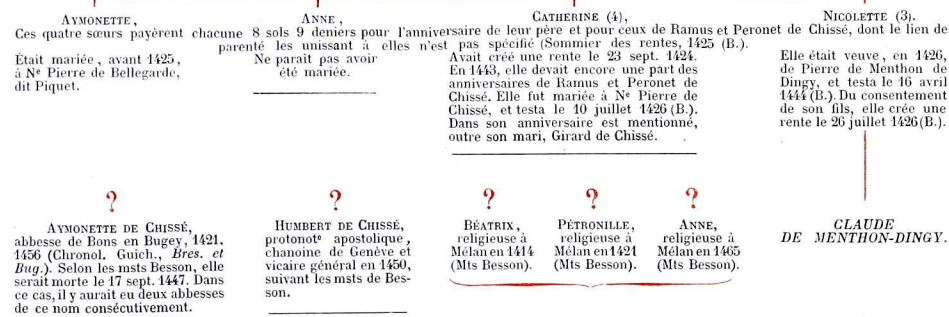 AYMONETTE,
ANNE,
CATHERINE (4),
NICOLETTE (3).
Ces quatre sœurs payèrent chacune 8 sols 9 deniers pour l'anniversaire de leur père et pour ceux de Ramus et Peronet de Chissé, dont le lien de
parenté les unissant à elles n'est pas spécifié (Sommier des rentes, 1425 (B.).
Était mariée, avant 1425,
à Ne Pierre de Bellegarde,
dit Piquet.
Ne parait pas avoir
été mariée.
Avait créé une rente le 23 sept. 1424.
En 1443, elle devait encore une part des
anniversaires de Ramus et Peronet de
Chissé. Elle fut mariée à Ne Pierre de
Chissé, et testa le 10 juillet 1426 (B.).
Dans son anniversaire est mentionné,
outre son mari, Girard de Chissé.
Elle était veuve, en 1426,
de Pierre de Menthon de
Dingy, et testa le 16 avril
1444 (B.). Du consentement
de son fils, elle crée une
rente le 26 juillet 1426 (B.).
?
?
?
?
?
AYMONETTE DE CHISSÉ,
abbesse de Bons en Bugey, 1421.
1456 (Chronol. Guich., Bres. et
Bug.). Selon les msts Besson, elle
serait morte le 17 sept. 1447. Dans
ce cas, il y aurait eu deux abbesses
de ce nom consécutivement.
HUMBERT DE CHISSÉ,
protonote apostolique,
chanoine de Genève et
vicaire général en 1450,
suivant les msts de Bes-
son.
BÉATRIX,
religieuse à
Mélan en 1414
(Mts Besson).
PÉTRONILLE,
religieuse à
Mélan en 1421
(Mts Besson).
ANNE,
religieuse à
Mélan en 1465
(Mts Besson).
CLAUDE
DE MENTHON-DINGY.